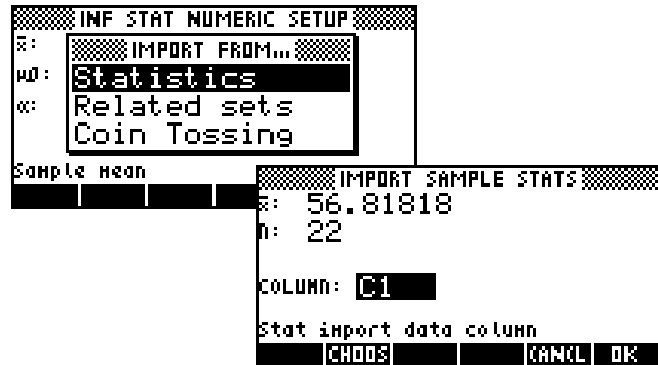 INF STAT NUMERIC SETUP
x̄:
IMPORT FROM...
μ0:
Statistics
α:
Related sets
Coin Tossing
Sample mean
IMPORT SAMPLE STATS
x̄: 56.81818
n: 22
COLUMN: C1
Stat import data column
CHOOS CANCL OK